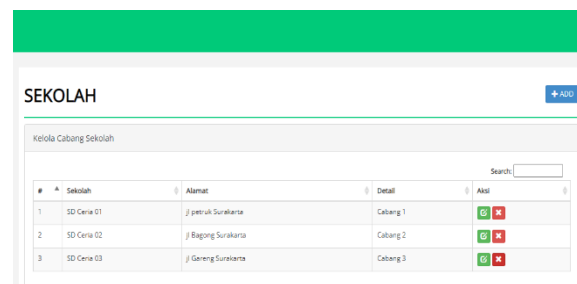 SEKOLAH
+ ADD
Kelola Cabang Sekolah
Search:
# Sekolah Alamat Detail Aksi
1 SD Ceria 01 jl petruk Surakarta Cabang 1
2 SD Ceria 02 jl Bagong Surakarta Cabang 2
3 SD Ceria 03 jl Gareng Surakarta Cabang 3